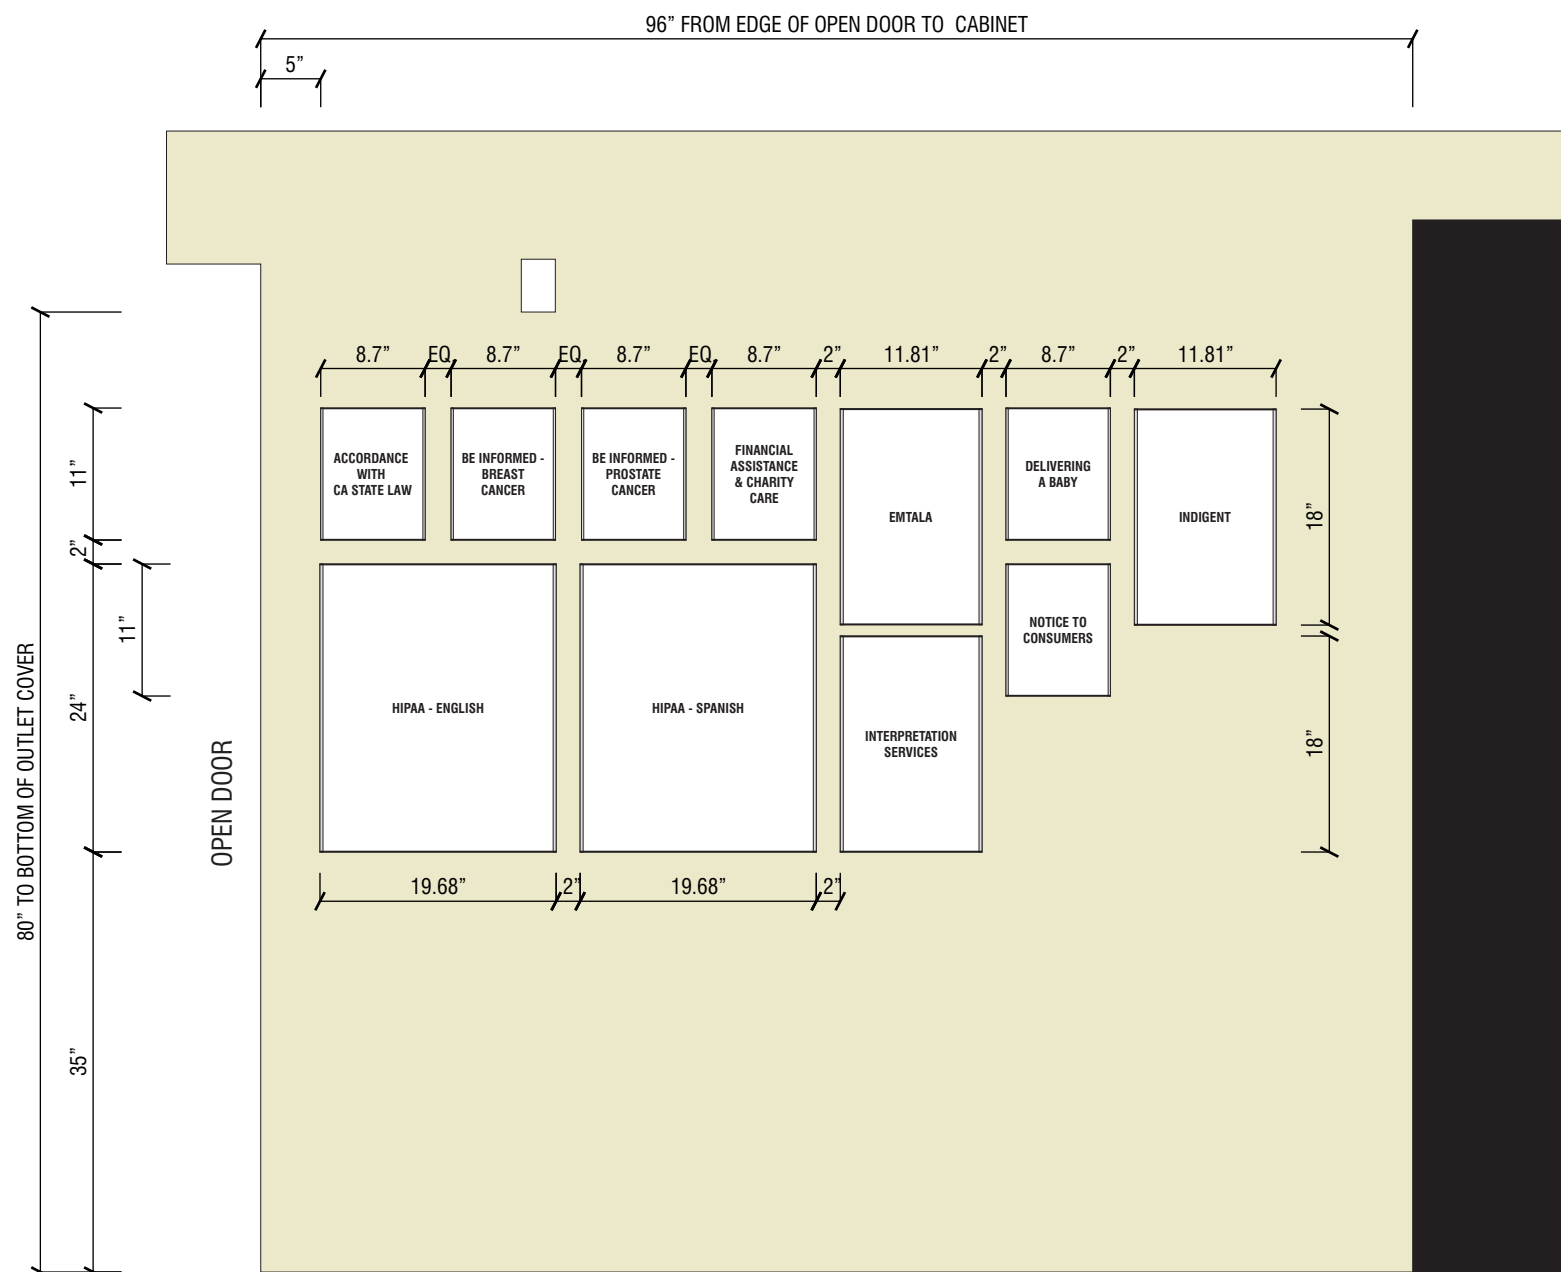 96” FROM EDGE OF OPEN DOOR TO  CABINET
5”
8.7”
EQ
8.7”
EQ
8.7”
EQ
8.7”
2”
11.81”
2”
8.7”
2”
11.81”
ACCORDANCE
WITH
CA STATE LAW
BE INFORMED -
BREAST
CANCER
BE INFORMED -
PROSTATE
CANCER
FINANCIAL
ASSISTANCE
& CHARITY
CARE
EMTALA
DELIVERING
A BABY
INDIGENT
11”
2”
11”
24”
35”
80” TO BOTTOM OF OUTLET COVER
OPEN DOOR
HIPAA - ENGLISH
HIPAA - SPANISH
INTERPRETATION
SERVICES
NOTICE TO
CONSUMERS
18”
18”
19.68”
2”
19.68”
2”